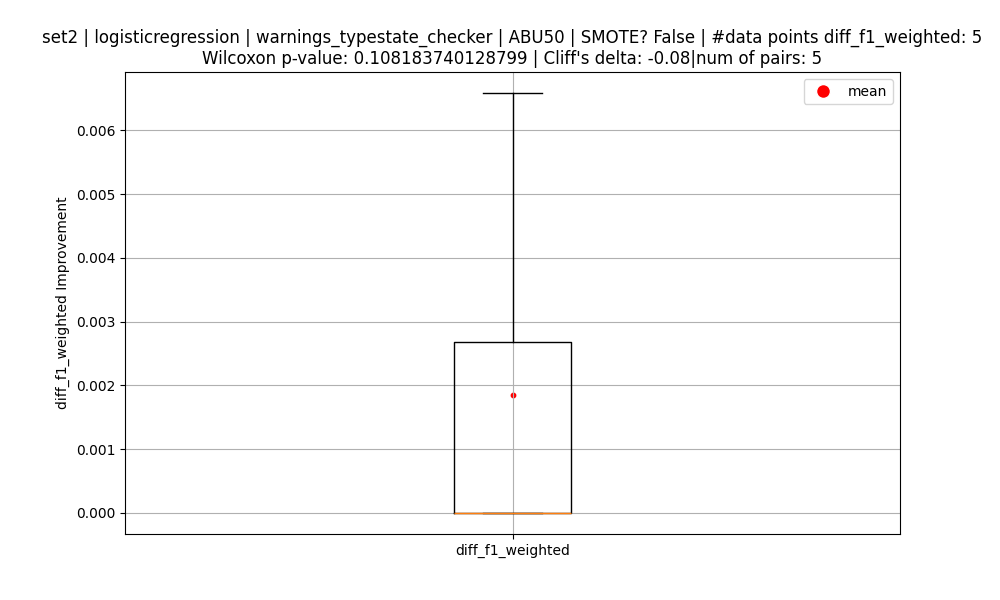 set2 | logisticregression | warnings_typestate_checker | ABU50 | SMOTE? False | #data points diff_f1_weighted: 5
Wilcoxon p-value: 0.108183740128799 | Cliff's delta: -0.08|num of pairs: 5
mean
0.006
0.005
0.004
0.003
0.002
0.001
0.000
diff_f1_weighted Improvement
diff_f1_weighted